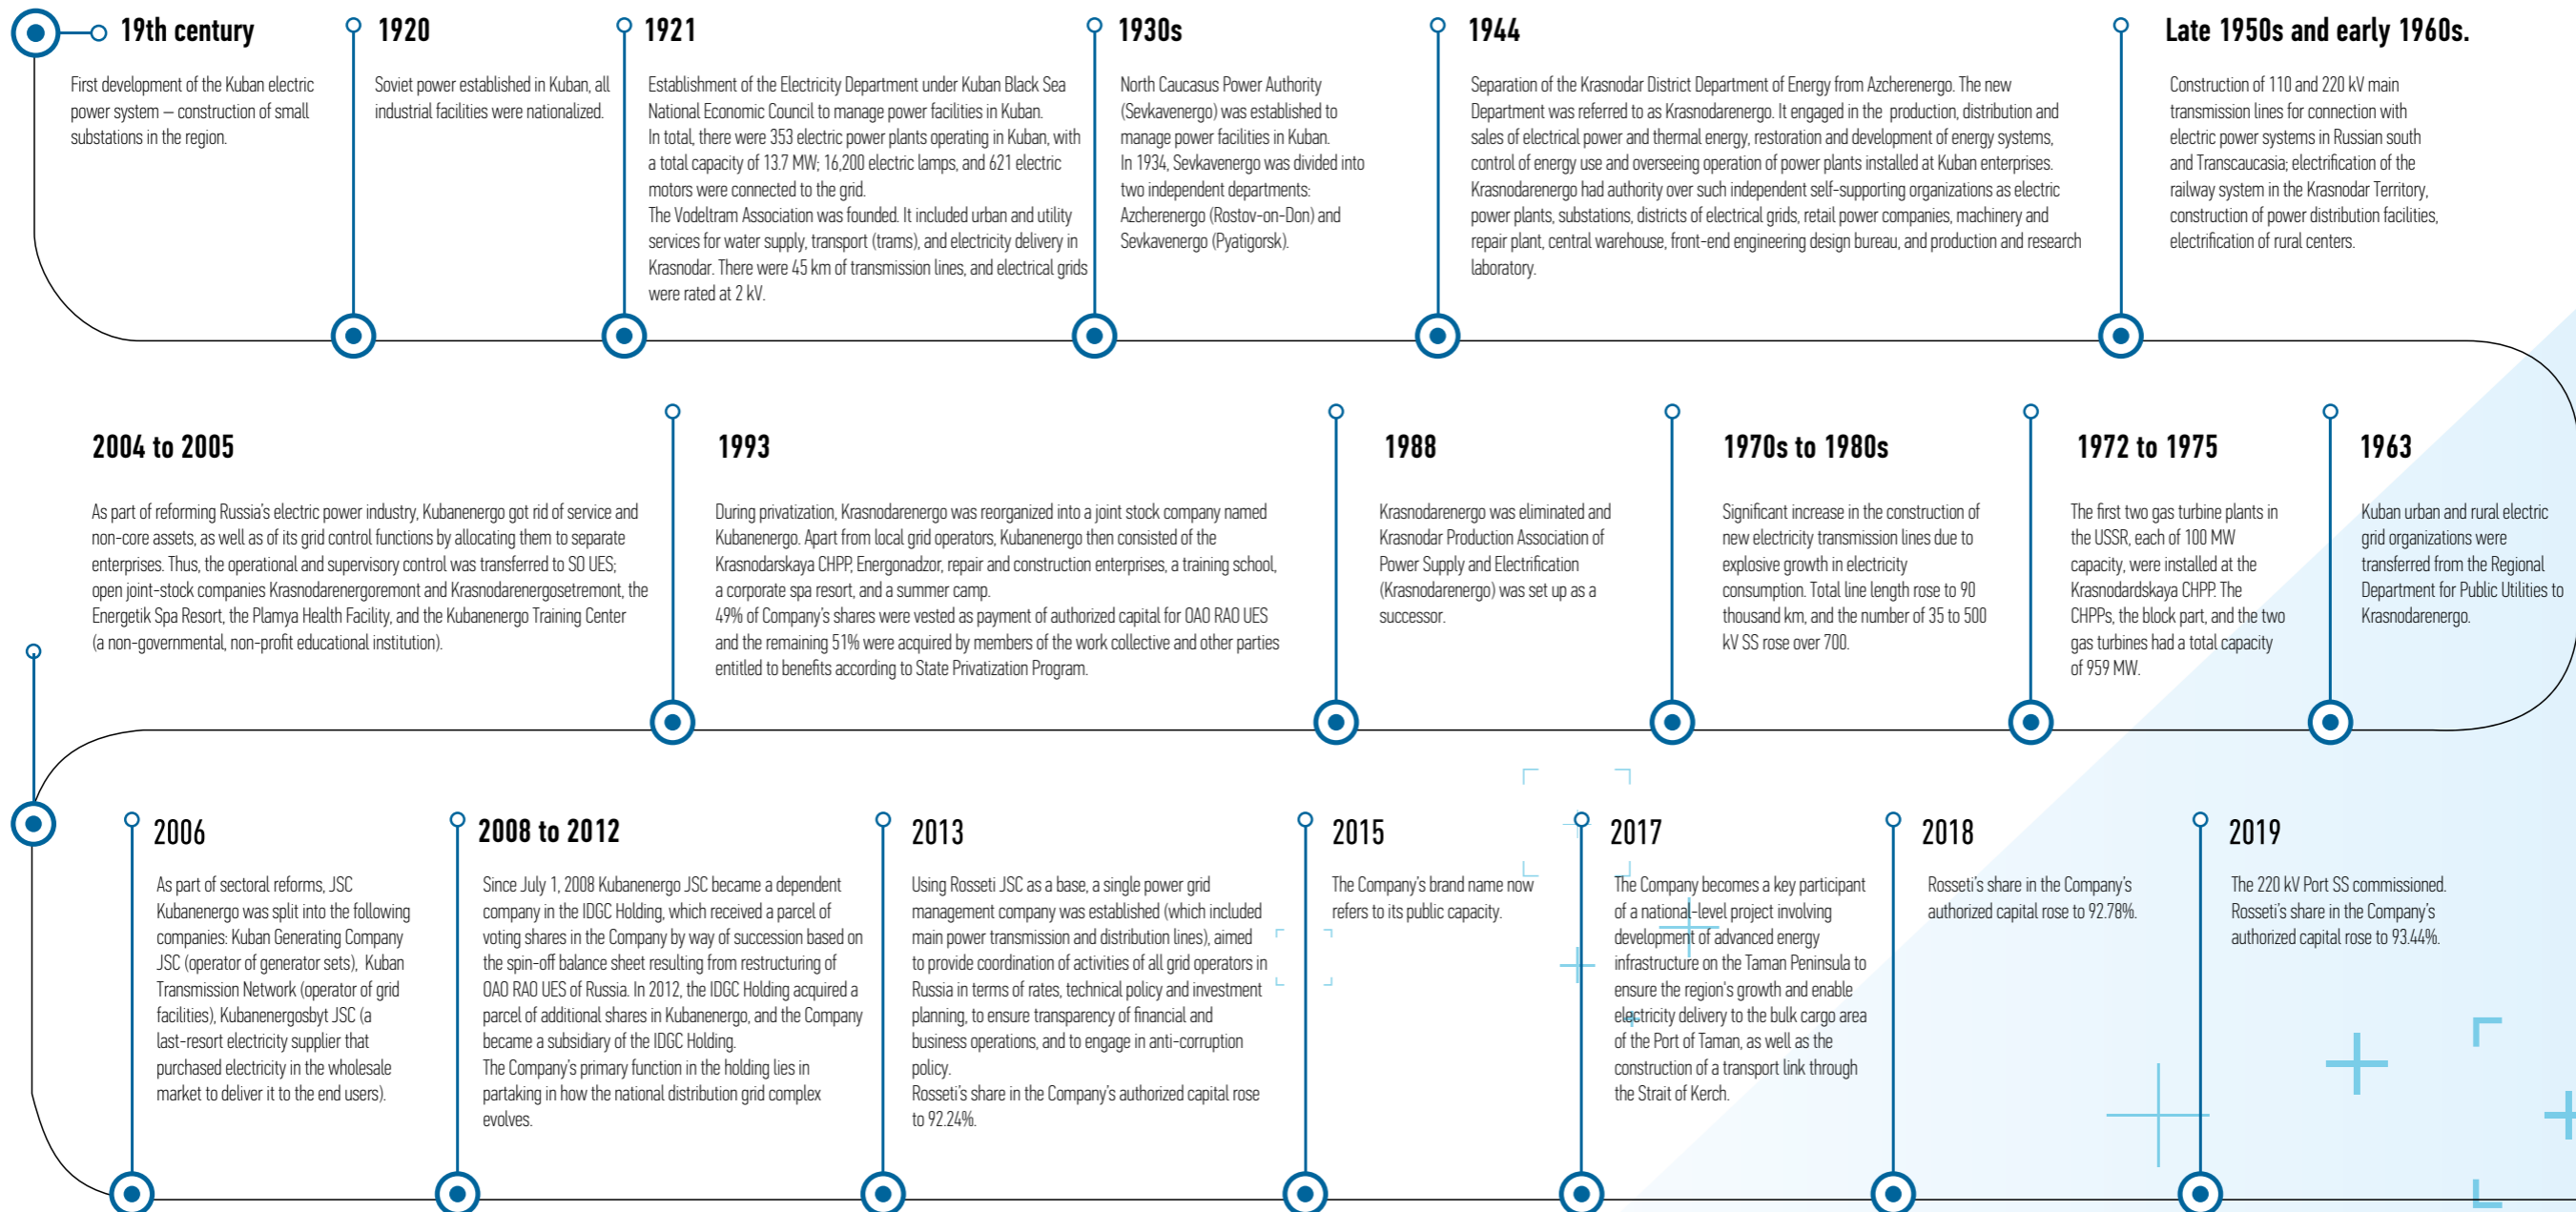 19th century
First development of the Kuban electric
power system – construction of small
substations in the region.
1920
Soviet power established in Kuban, all
industrial facilities were nationalized.
1921
Establishment of the Electricity Department under Kuban Black Sea
National Economic Council to manage power facilities in Kuban.
In total, there were 353 electric power plants operating in Kuban, with
a total capacity of 13.7 MW; 16,200 electric lamps, and 621 electric
motors were connected to the grid.
The Vodeltram Association was founded. It included urban and utility
services for water supply, transport (trams), and electricity delivery in
Krasnodar. There were 45 km of transmission lines, and electrical grids
were rated at 2 kV.
1930s
North Caucasus Power Authority
(Sevkavenergo) was established to
manage power facilities in Kuban.
In 1934, Sevkavenergo was divided into
two independent departments:
Azcherenergo (Rostov-on-Don) and
Sevkavenergo (Pyatigorsk).
1944
Separation of the Krasnodar District Department of Energy from Azcherenergo. The new
Department was referred to as Krasnodarenergo. It engaged in the production, distribution and
sales of electrical power and thermal energy, restoration and development of energy systems,
control of energy use and overseeing operation of power plants installed at Kuban enterprises.
Krasnodarenergo had authority over such independent self-supporting organizations as electric
power plants, substations, districts of electrical grids, retail power companies, machinery and
repair plant, central warehouse, front-end engineering design bureau, and production and research
laboratory.
Late 1950s and early 1960s.
Construction of 110 and 220 kV main
transmission lines for connection with
electric power systems in Russian south
and Transcaucasia; electrification of the
railway system in the Krasnodar Territory,
construction of power distribution facilities,
electrification of rural centers.
2004 to 2005
As part of reforming Russia's electric power industry, Kubanenergo got rid of service and
non-core assets, as well as of its grid control functions by allocating them to separate
enterprises. Thus, the operational and supervisory control was transferred to SO UES;
open joint-stock companies Krasnodarenergoremont and Krasnodarenergosetremont, the
Energetik Spa Resort, the Plamya Health Facility, and the Kubanenergo Training Center
(a non-governmental, non-profit educational institution).
1993
During privatization, Krasnodarenergo was reorganized into a joint stock company named
Kubanenergo. Apart from local grid operators, Kubanenergo then consisted of the
Krasnodarskaya CHPP, Energonadzor, repair and construction enterprises, a training school,
a corporate spa resort, and a summer camp.
49% of Company's shares were vested as payment of authorized capital for OAO RAO UES
and the remaining 51% were acquired by members of the work collective and other parties
entitled to benefits according to State Privatization Program.
1988
Krasnodarenergo was eliminated and
Krasnodar Production Association of
Power Supply and Electrification
(Krasnodarenergo) was set up as a
successor.
1970s to 1980s
Significant increase in the construction of
new electricity transmission lines due to
explosive growth in electricity
consumption. Total line length rose to 90
thousand km, and the number of 35 to 500
kV SS rose over 700.
1972 to 1975
The first two gas turbine plants in
the USSR, each of 100 MW
capacity, were installed at the
Krasnodardskaya CHPP. The
CHPPs, the block part, and the two
gas turbines had a total capacity
of 959 MW.
1963
Kuban urban and rural electric
grid organizations were
transferred from the Regional
Department for Public Utilities to
Krasnodarenergo.
2006
As part of sectoral reforms, JSC
Kubanenergo was split into the following
companies: Kuban Generating Company
JSC (operator of generator sets), Kuban
Transmission Network (operator of grid
facilities), Kubanenergosbyt JSC (a
last-resort electricity supplier that
purchased electricity in the wholesale
market to deliver it to the end users).
2008 to 2012
Since July 1, 2008 Kubanenergo JSC became a dependent
company in the IDGC Holding, which received a parcel of
voting shares in the Company by way of succession based on
the spin-off balance sheet resulting from restructuring of
OAO RAO UES of Russia. In 2012, the IDGC Holding acquired a
parcel of additional shares in Kubanenergo, and the Company
became a subsidiary of the IDGC Holding.
The Company's primary function in the holding lies in
partaking in how the national distribution grid complex
evolves.
2013
Using Rosseti JSC as a base, a single power grid
management company was established (which included
main power transmission and distribution lines), aimed
to provide coordination of activities of all grid operators in
Russia in terms of rates, technical policy and investment
planning, to ensure transparency of financial and
business operations, and to engage in anti-corruption
policy.
Rosseti's share in the Company's authorized capital rose
to 92.24%.
2015
The Company's brand name now
refers to its public capacity.
2017
The Company becomes a key participant
of a national-level project involving
development of advanced energy
infrastructure on the Taman Peninsula to
ensure the region's growth and enable
electricity delivery to the bulk cargo area
of the Port of Taman, as well as the
construction of a transport link through
the Strait of Kerch.
2018
Rosseti's share in the Company's
authorized capital rose to 92.78%.
2019
The 220 kV Port SS commissioned.
Rosseti's share in the Company's
authorized capital rose to 93.44%.